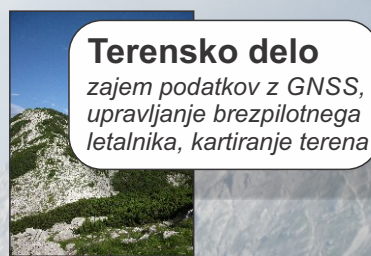 Terensko delo
zajem podatkov z GNSS,
upravljanje brezpilotnega
letalnika, kartiranje terena